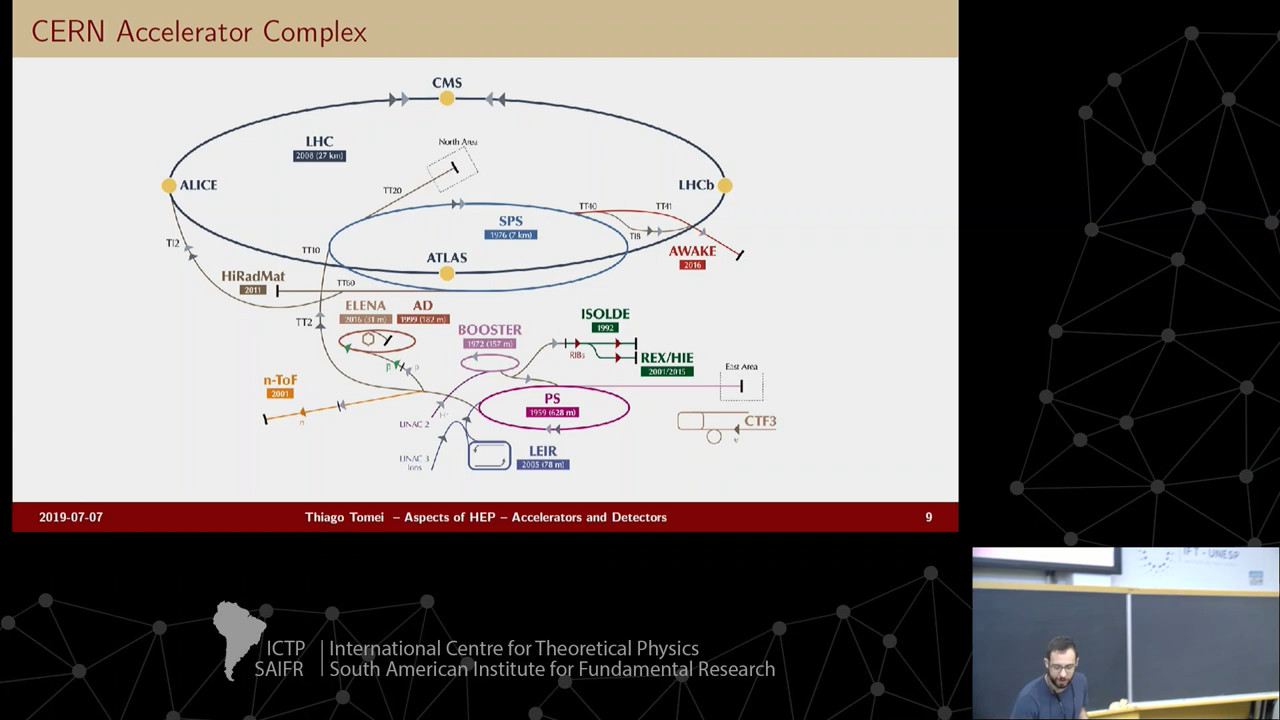 CERN Accelerator Complex
CMS
LHC
2008 (27 km)
North Area
ALICE
LHCb
TT20
TT40
TT41
SPS
1976 (7 km)
TI8
TI2
TT10
ATLAS
AWAKE
2016
HiRadMat
2011
TT60
ELENA
AD
2016 (31 m)
1999 (182 m)
TT2
ISOLDE
1992
BOOSTER
1972 (157 m)
RIBs
REX/HIE
2001/2015
p
East Area
n-ToF
2001
n
PS
1959 (628 m)
LINAC 2
CTF3
e
LEIR
2005 (78 m)
LINAC 3
Ions
2019-07-07
Thiago Tomei – Aspects of HEP – Accelerators and Detectors
9
IFT - UNESP
ICTP
SAIFR
International Centre for Theoretical Physics
South American Institute for Fundamental Research